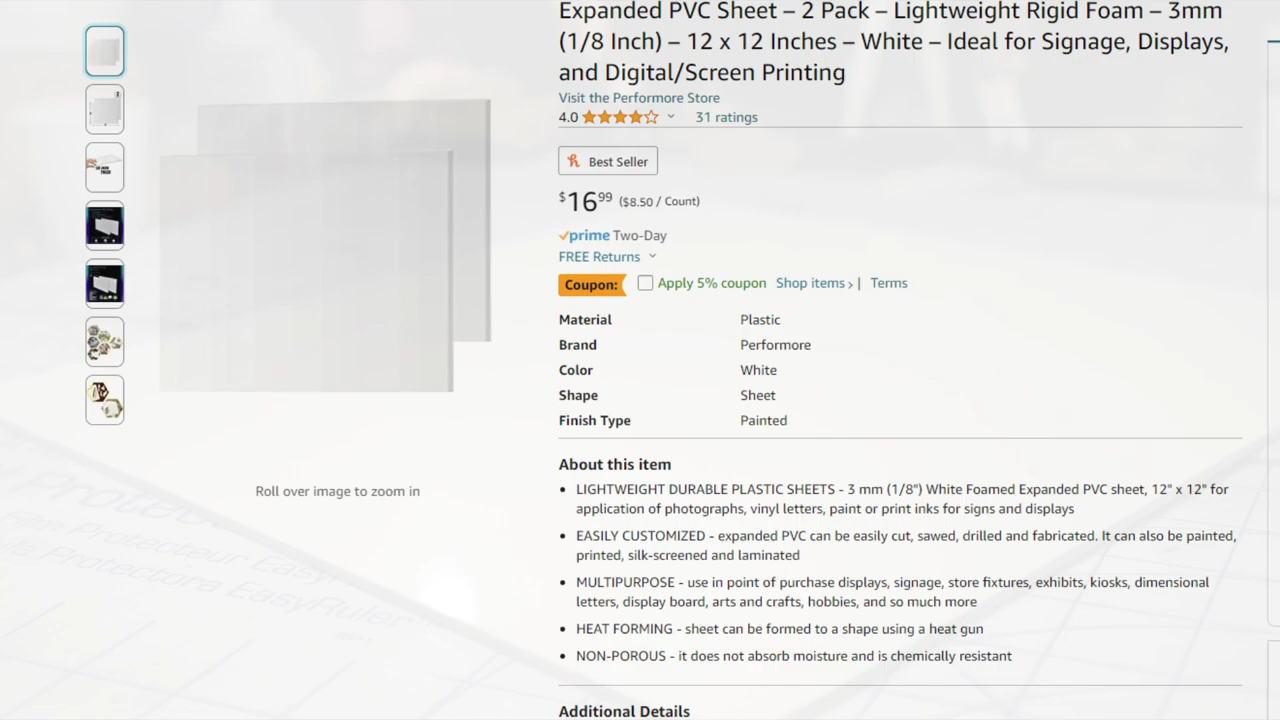 Expanded PVC Sheet – 2 Pack – Lightweight Rigid Foam – 3mm
(1/8 Inch) – 12 x 12 Inches – White – Ideal for Signage, Displays,
and Digital/Screen Printing
Visit the Performore Store
4.0 31 ratings
Best Seller
$16.99 ($8.50 / Count)
prime Two-Day
FREE Returns
Coupon: Apply 5% coupon Shop items › | Terms
Material Plastic
Brand Performore
Color White
Shape Sheet
Finish Type Painted
About this item
• LIGHTWEIGHT DURABLE PLASTIC SHEETS - 3 mm (1/8") White Foamed Expanded PVC sheet, 12" x 12" for
application of photographs, vinyl letters, paint or print inks for signs and displays
• EASILY CUSTOMIZED - expanded PVC can be easily cut, sawed, drilled and fabricated. It can also be painted,
printed, silk-screened and laminated
• MULTIPURPOSE - use in point of purchase displays, signage, store fixtures, exhibits, kiosks, dimensional
letters, display board, arts and crafts, hobbies, and so much more
• HEAT FORMING - sheet can be formed to a shape using a heat gun
• NON-POROUS - it does not absorb moisture and is chemically resistant
Additional Details
Roll over image to zoom in